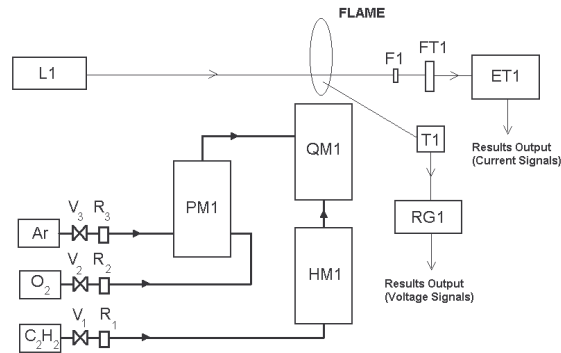 FLAME
L1
F1
FT1
ET1
Results Output
(Current Signals)
T1
QM1
PM1
RG1
Results Output
(Voltage Signals)
HM1
V₃
R₃
Ar
V₂
R₂
O₂
V₁
R₁
C₂H₂